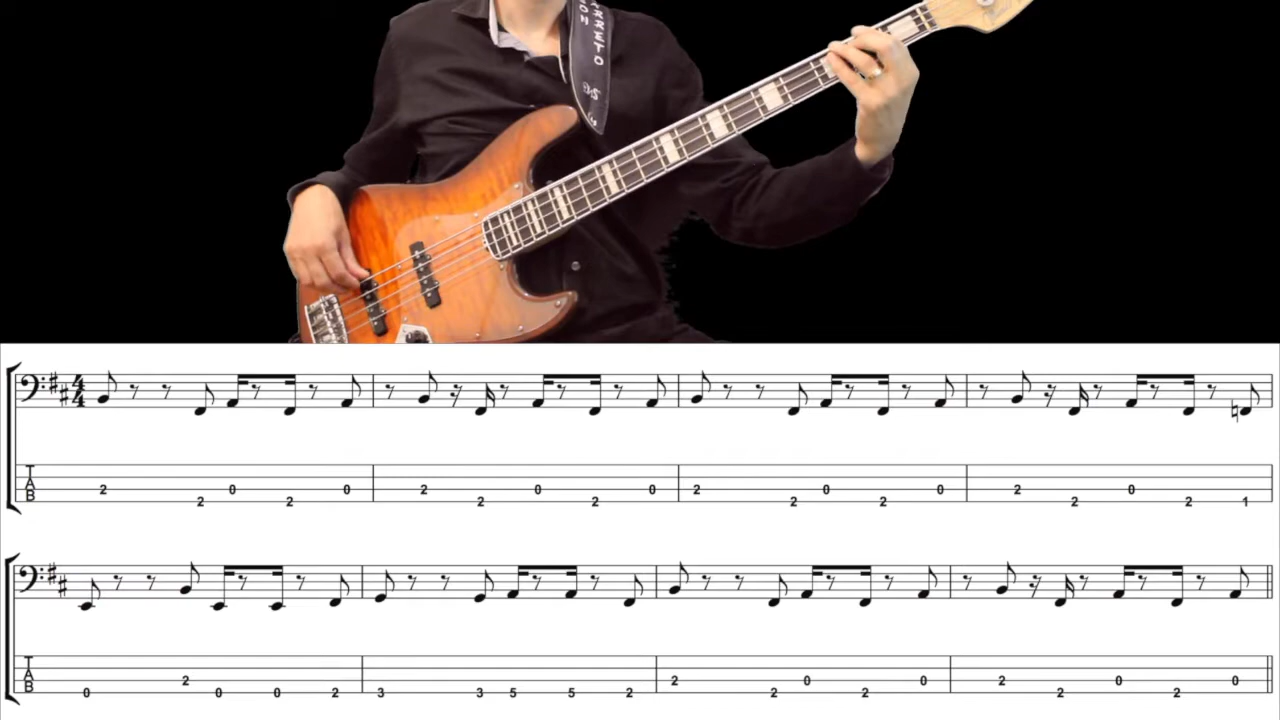 RRETO
4
4
2 0 0 2 0 0 2 0 0 2 0
2 2 2 2 2 2 2 2 1
2 2 0 0 2 0 0
0 0 0 2 3 3 5 5 2 2 2 2 2